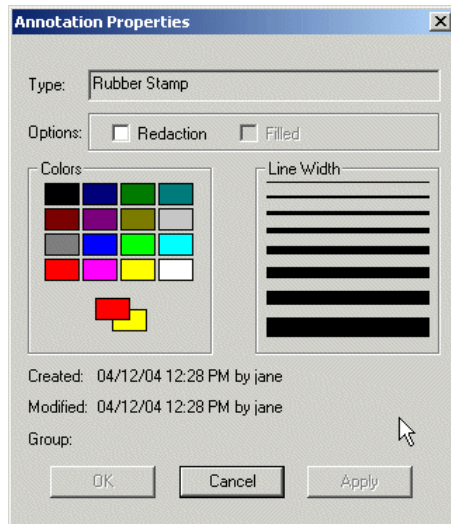 Annotation Properties
Type: Rubber Stamp
Options: Redaction Filled
Colors Line Width
Created: 04/12/04 12:28 PM by jane
Modified: 04/12/04 12:28 PM by jane
Group:
OK Cancel Apply